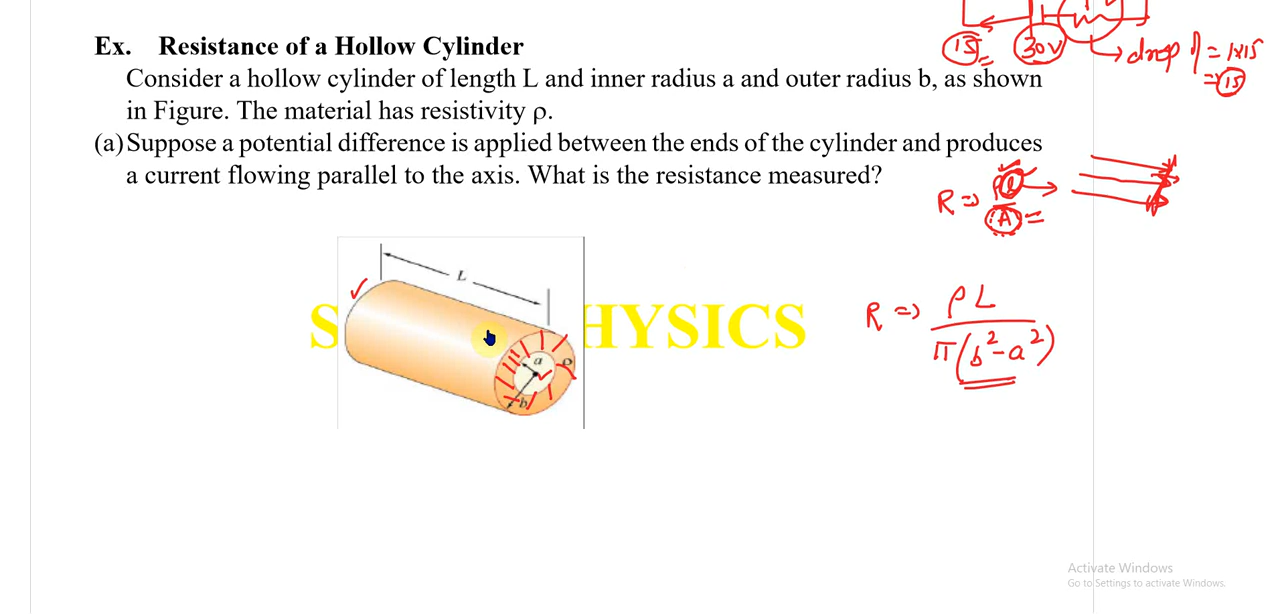 15 30V drop = 1x15
= 15
Ex. Resistance of a Hollow Cylinder
Consider a hollow cylinder of length L and inner radius a and outer radius b, as shown
in Figure. The material has resistivity ρ.
(a) Suppose a potential difference is applied between the ends of the cylinder and produces
a current flowing parallel to the axis. What is the resistance measured?
R => ρl
A =
L
HYSICS
S
R => ρL
π(b²-a²)
a
ρ
b
Activate Windows
Go to Settings to activate Windows.